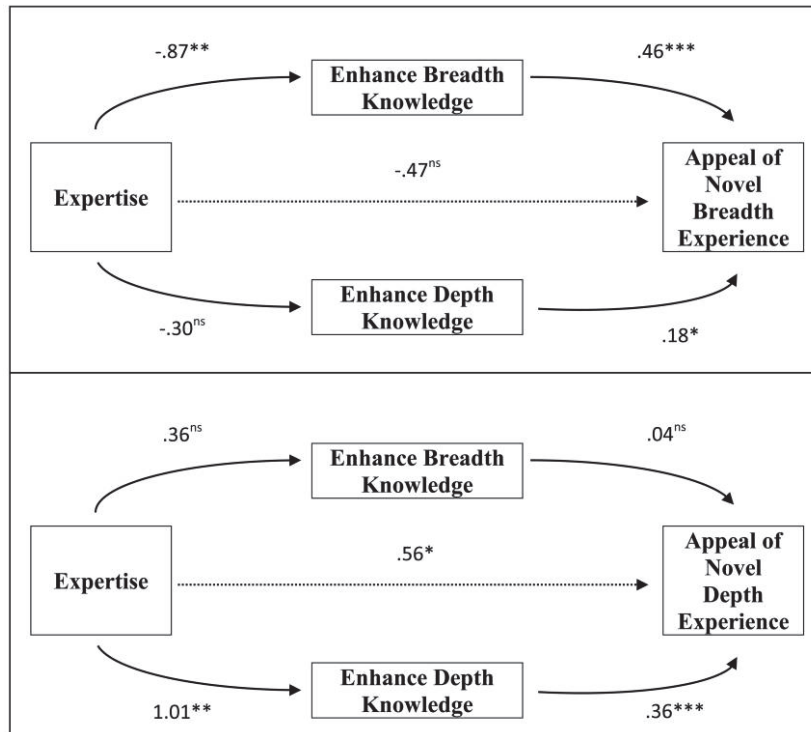 -.87**
Enhance Breadth
Knowledge
.46***
Expertise
-.47ns
Appeal of
Novel
Breadth
Experience
-.30ns
Enhance Depth
Knowledge
.18*
.36ns
Enhance Breadth
Knowledge
.04ns
Expertise
.56*
Appeal of
Novel
Depth
Experience
1.01**
Enhance Depth
Knowledge
.36***